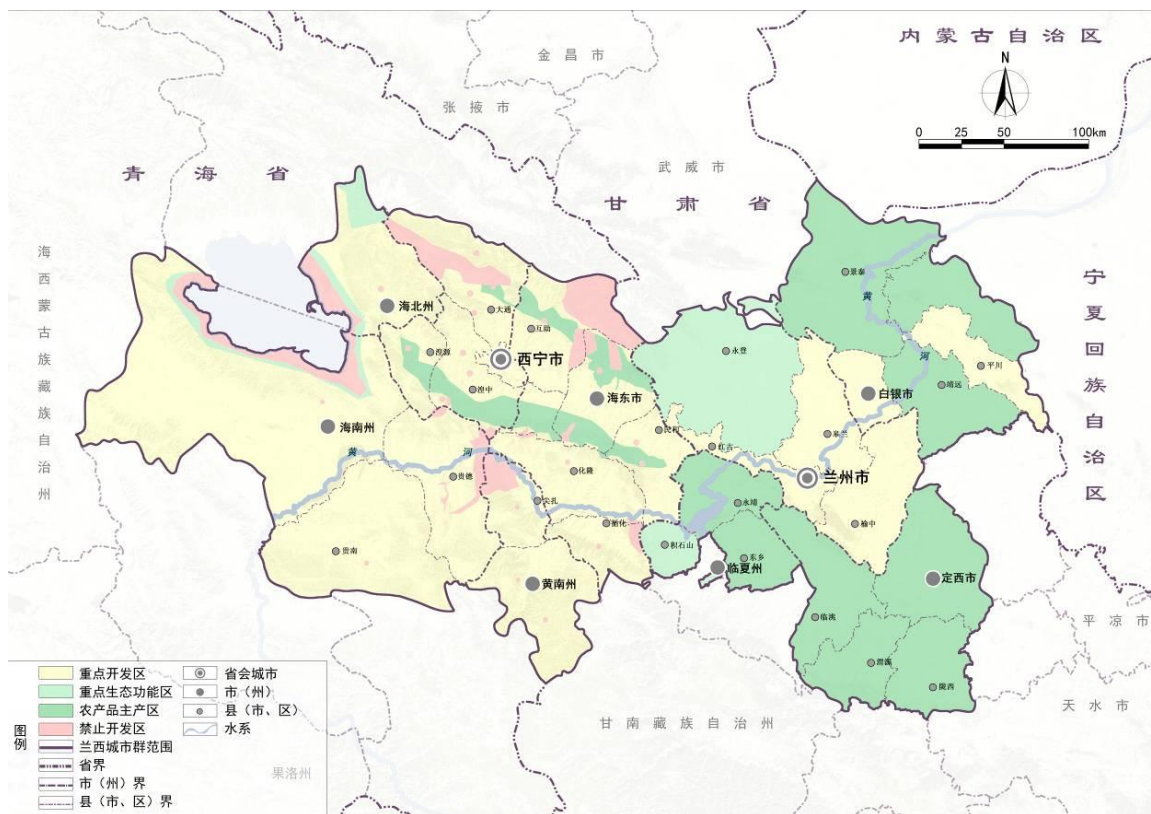 内蒙古自治区
金昌市
张掖市
N
0 25 50 100km
青海省
武威市
甘肃省
海西蒙古族藏族自治州
宁夏回族自治区
景泰
黄
河
海北州
大通
互助
永登
湟源
西宁市
平川
湟中
海东市
白银市
靖远
海南州
民和
皋兰
红古
黄
河
化隆
贵德
兰州市
尖扎
永靖
循化
榆中
贵南
积石山
东乡
临夏州
黄南州
定西市
临洮
平凉市
渭源
陇西
天水市
甘南藏族自治州
果洛州
图例
重点开发区
省会城市
重点生态功能区
市（州）
农产品主产区
县（市、区）
禁止开发区
水系
兰西城市群范围
省界
市（州）界
县（市、区）界